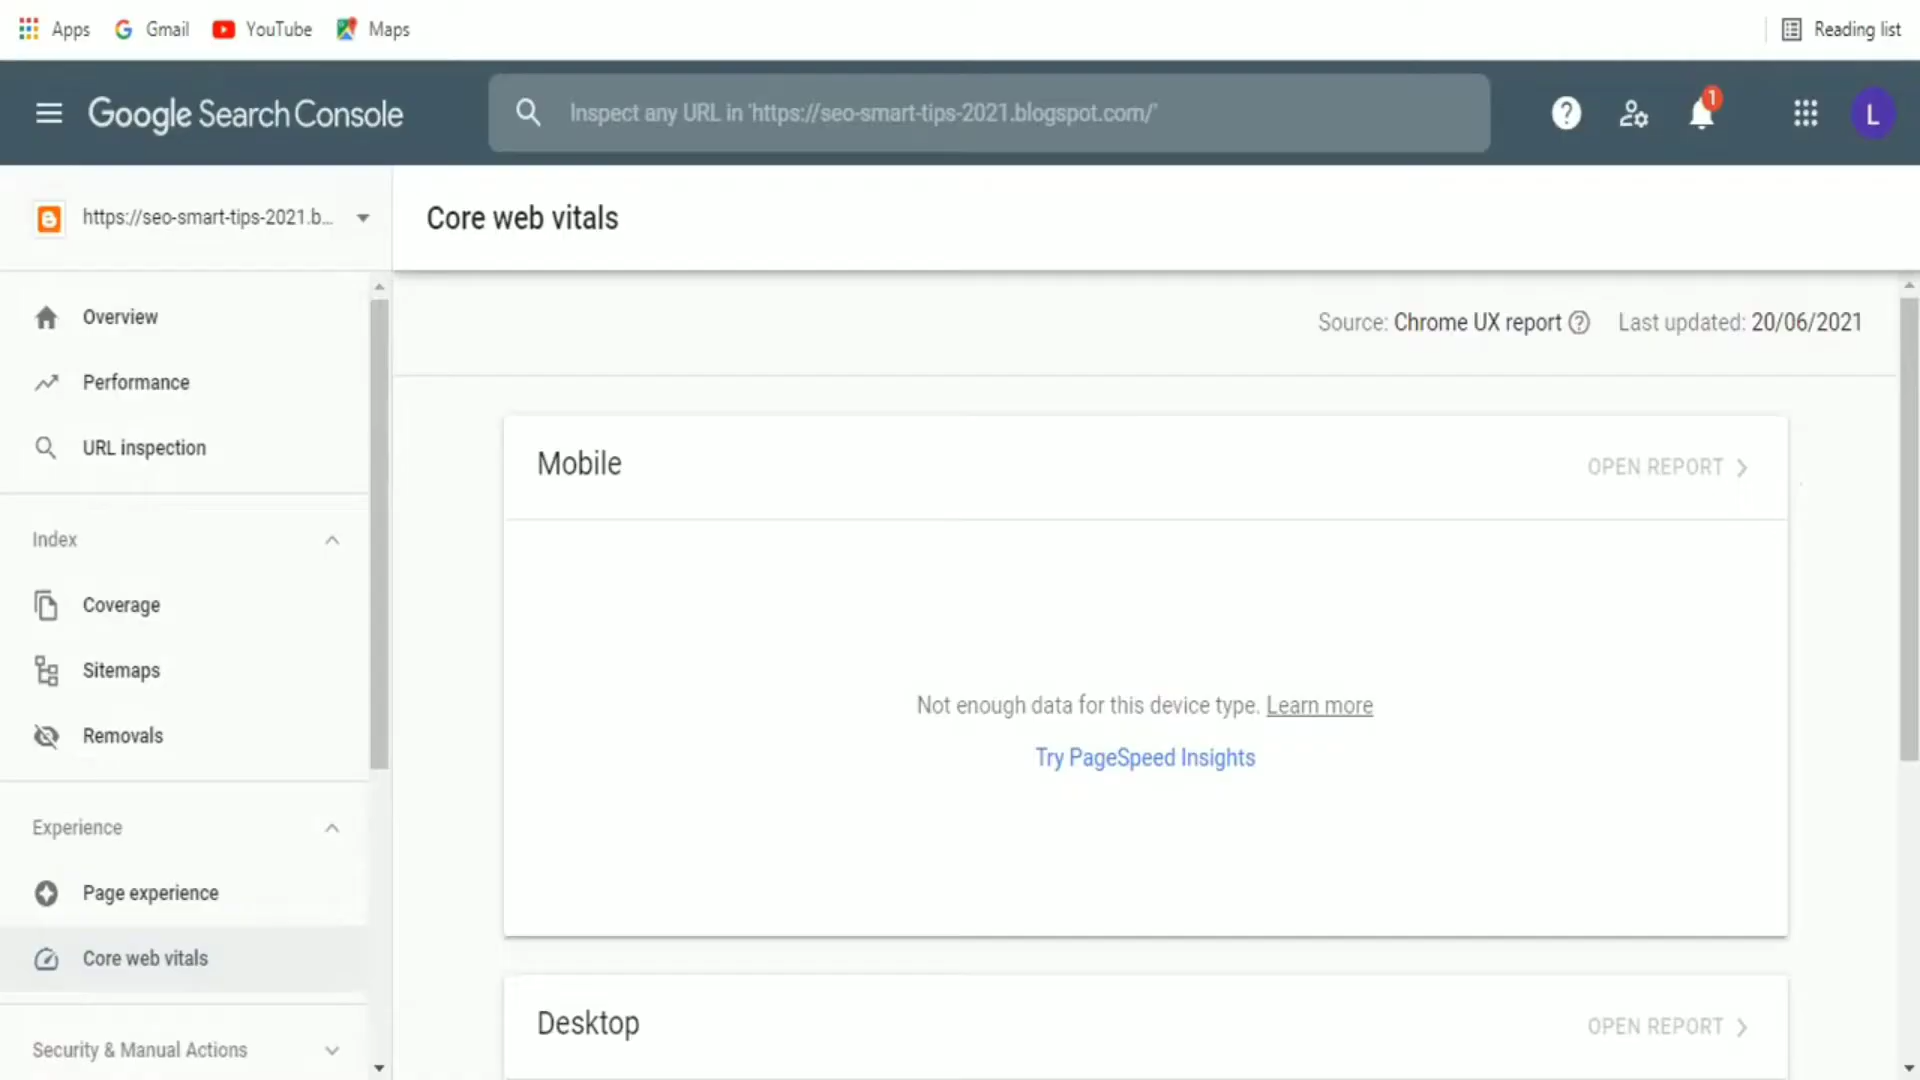 Apps Gmail YouTube Maps Reading list
Google Search Console Inspect any URL in 'https://seo-smart-tips-2021.blogspot.com/' 1 L
https://seo-smart-tips-2021.b...
Core web vitals
Overview
Performance
URL inspection
Index
Coverage
Sitemaps
Removals
Experience
Page experience
Core web vitals
Security & Manual Actions
Source: Chrome UX report Last updated: 20/06/2021
Mobile OPEN REPORT
Not enough data for this device type. Learn more
Try PageSpeed Insights
Desktop OPEN REPORT